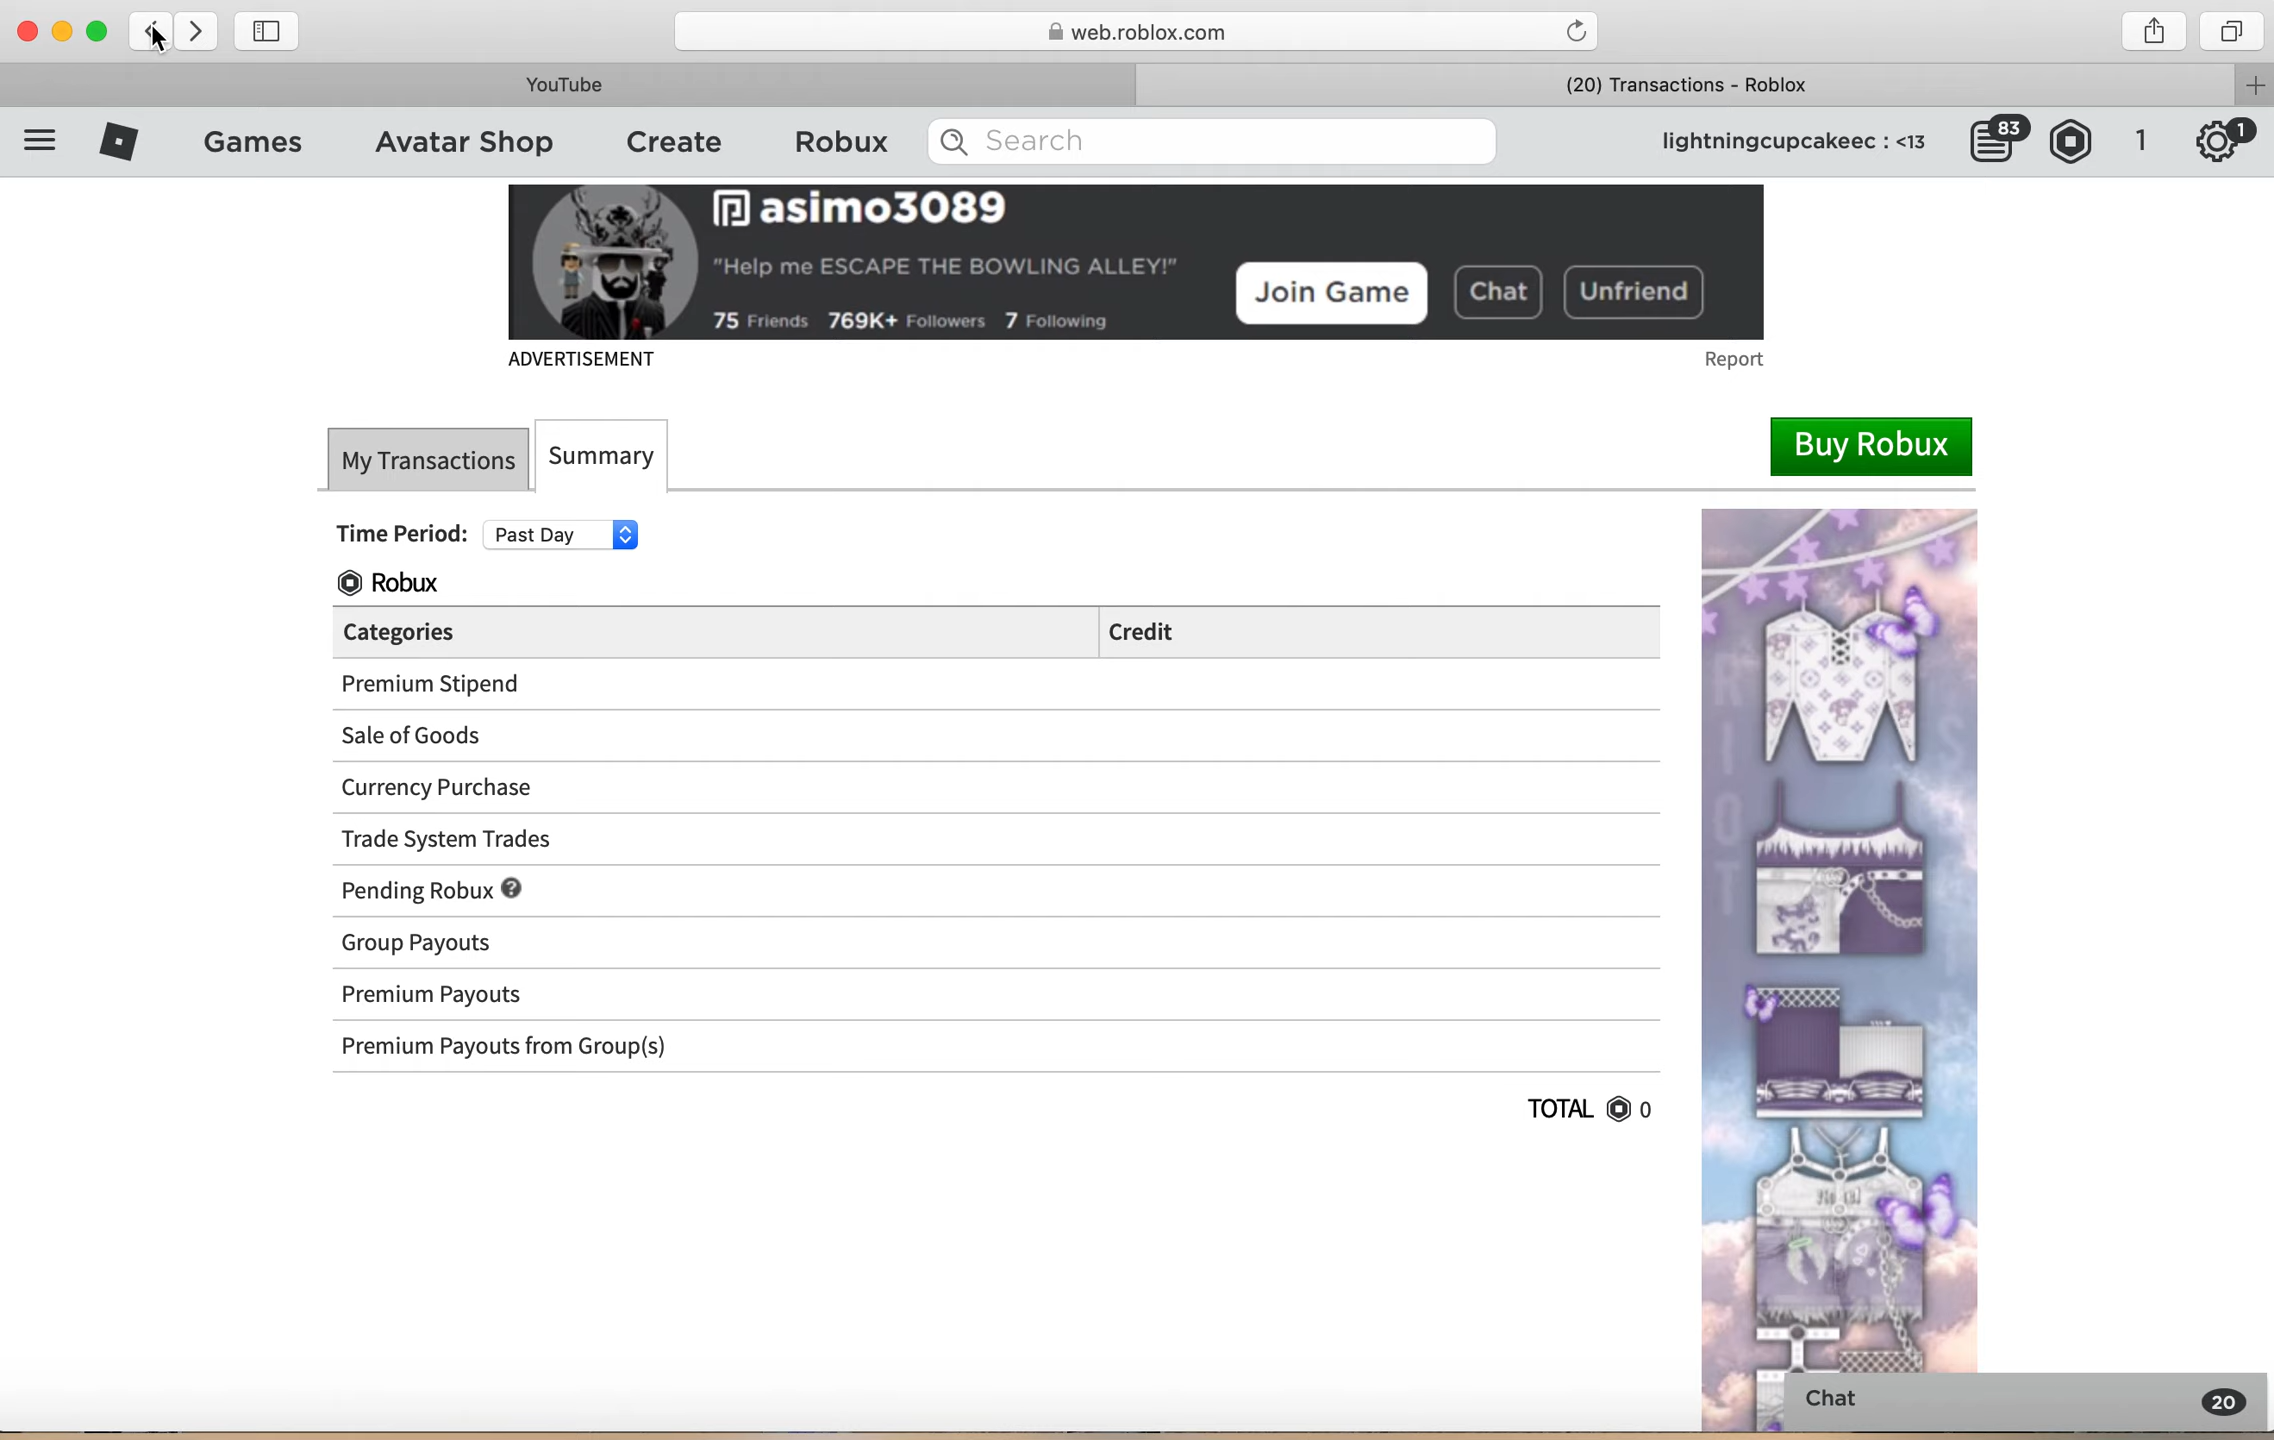 web.roblox.com
YouTube
(20) Transactions - Roblox
Games Avatar Shop Create Robux Search lightningcupcakeec : <13 83 1 1
asimo3089
"Help me ESCAPE THE BOWLING ALLEY!"
Join Game Chat Unfriend
75 Friends 769K+ Followers 7 Following
ADVERTISEMENT Report
My Transactions Summary Buy Robux
Time Period: Past Day
Robux
Categories Credit
Premium Stipend
Sale of Goods
Currency Purchase
Trade System Trades
Pending Robux ?
Group Payouts
Premium Payouts
Premium Payouts from Group(s)
TOTAL 0
Chat 20